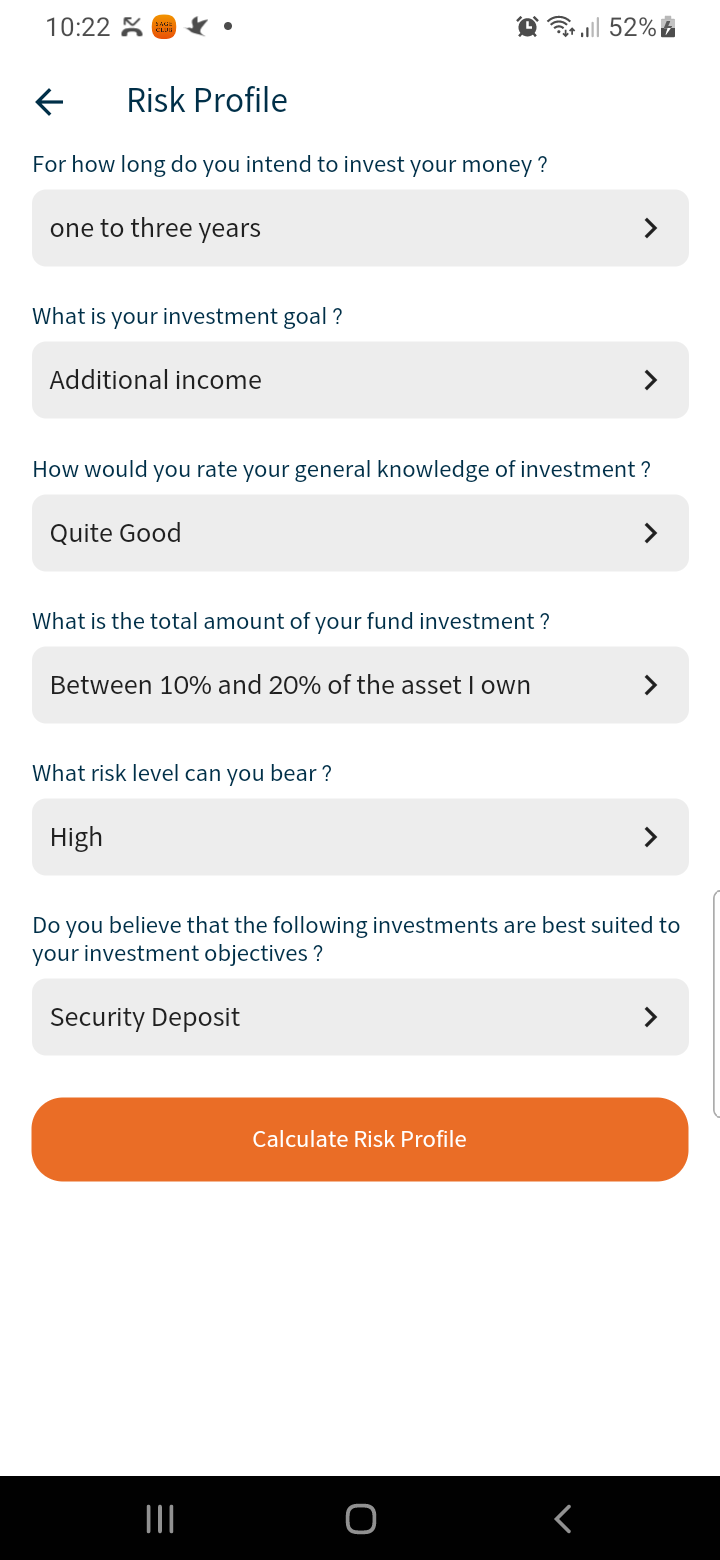 10:22
SAGE
CLUB
52%
Risk Profile
For how long do you intend to invest your money ?
one to three years
What is your investment goal ?
Additional income
How would you rate your general knowledge of investment ?
Quite Good
What is the total amount of your fund investment ?
Between 10% and 20% of the asset I own
What risk level can you bear ?
High
Do you believe that the following investments are best suited to
your investment objectives ?
Security Deposit
Calculate Risk Profile